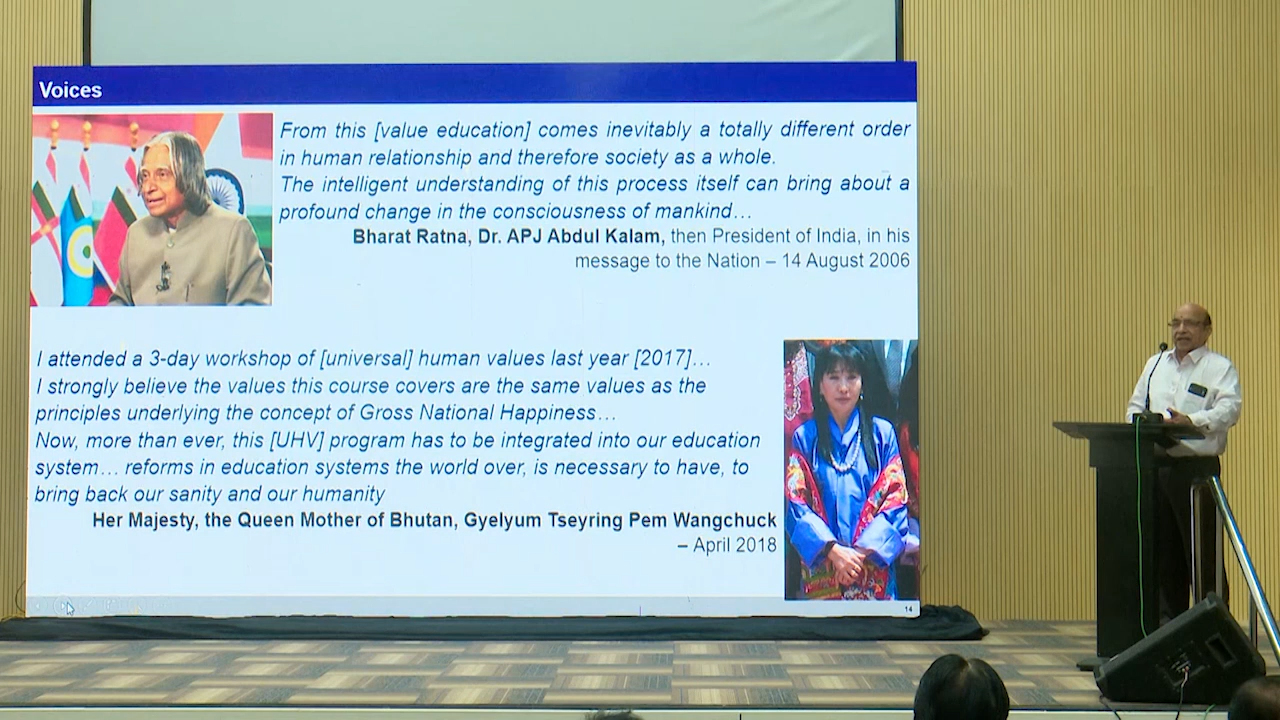 Voices
From this [value education] comes inevitably a totally different order
in human relationship and therefore society as a whole.
The intelligent understanding of this process itself can bring about a
profound change in the consciousness of mankind…
Bharat Ratna, Dr. APJ Abdul Kalam, then President of India, in his
message to the Nation – 14 August 2006
I attended a 3-day workshop of [universal] human values last year [2017]…
I strongly believe the values this course covers are the same values as the
principles underlying the concept of Gross National Happiness…
Now, more than ever, this [UHV] program has to be integrated into our education
system… reforms in education systems the world over, is necessary to have, to
bring back our sanity and our humanity
Her Majesty, the Queen Mother of Bhutan, Gyelyum Tseyring Pem Wangchuck
– April 2018
14